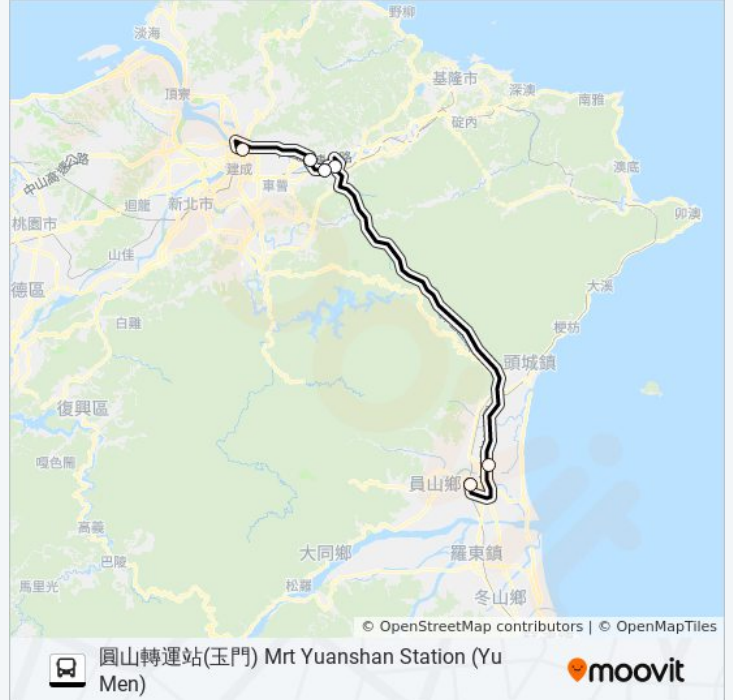 野柳
淡海
基隆市
頂寮
深澳
南雅
碇內
中山高速公路
建成
車曾
澳底
迴龍
新北市
卯澳
桃園市
山佳
大溪
德區
白雞
梗枋
頭城鎮
復興區
嘎色鬧
員山鄉
高義
大同鄉
羅東鎮
巴陵
馬里光
松羅
冬山鄉
© OpenStreetMap contributors | © OpenMapTiles
圓山轉運站(玉門) Mrt Yuanshan Station (Yu
Men)
moovit